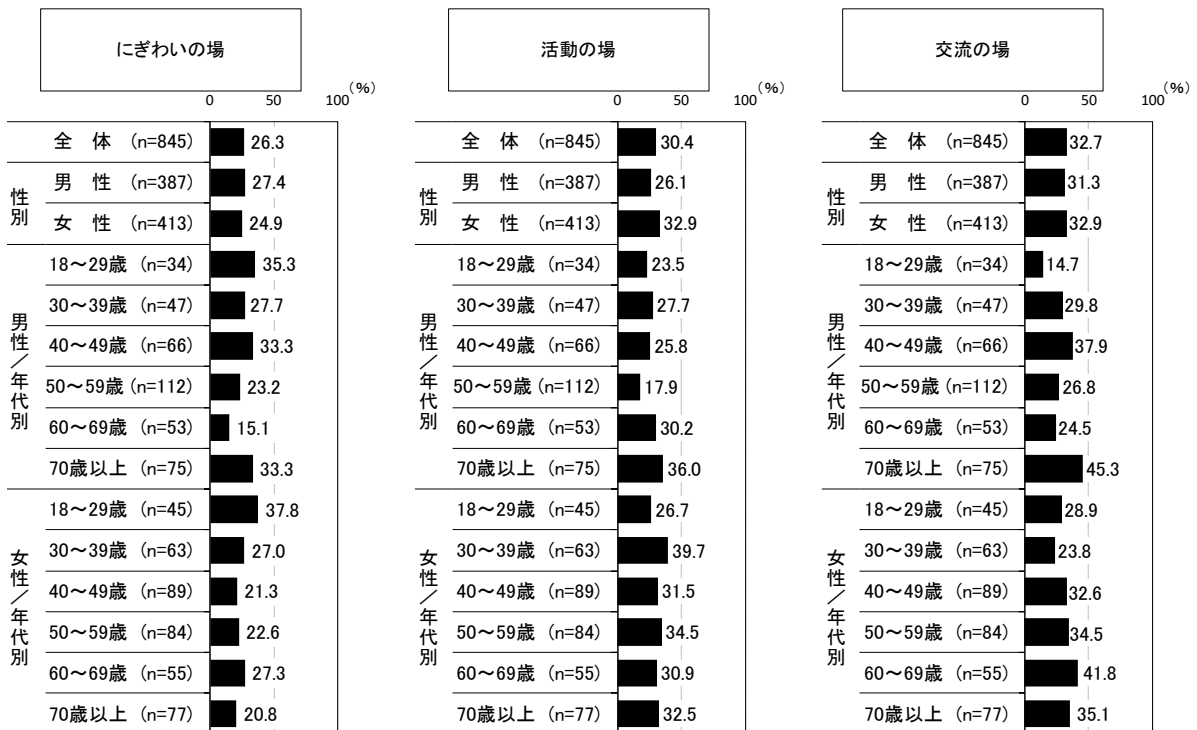 にぎわいの場
0 50 100 (%)
全 体 (n=845) 26.3
性別
男 性 (n=387) 27.4
女 性 (n=413) 24.9
男性/年代別
18~29歳 (n=34) 35.3
30~39歳 (n=47) 27.7
40~49歳 (n=66) 33.3
50~59歳 (n=112) 23.2
60~69歳 (n=53) 15.1
70歳以上 (n=75) 33.3
女性/年代別
18~29歳 (n=45) 37.8
30~39歳 (n=63) 27.0
40~49歳 (n=89) 21.3
50~59歳 (n=84) 22.6
60~69歳 (n=55) 27.3
70歳以上 (n=77) 20.8
活動の場
0 50 100 (%)
全 体 (n=845) 30.4
性別
男 性 (n=387) 26.1
女 性 (n=413) 32.9
男性/年代別
18~29歳 (n=34) 23.5
30~39歳 (n=47) 27.7
40~49歳 (n=66) 25.8
50~59歳 (n=112) 17.9
60~69歳 (n=53) 30.2
70歳以上 (n=75) 36.0
女性/年代別
18~29歳 (n=45) 26.7
30~39歳 (n=63) 39.7
40~49歳 (n=89) 31.5
50~59歳 (n=84) 34.5
60~69歳 (n=55) 30.9
70歳以上 (n=77) 32.5
交流の場
0 50 100 (%)
全 体 (n=845) 32.7
性別
男 性 (n=387) 31.3
女 性 (n=413) 32.9
男性/年代別
18~29歳 (n=34) 14.7
30~39歳 (n=47) 29.8
40~49歳 (n=66) 37.9
50~59歳 (n=112) 26.8
60~69歳 (n=53) 24.5
70歳以上 (n=75) 45.3
女性/年代別
18~29歳 (n=45) 28.9
30~39歳 (n=63) 23.8
40~49歳 (n=89) 32.6
50~59歳 (n=84) 34.5
60~69歳 (n=55) 41.8
70歳以上 (n=77) 35.1